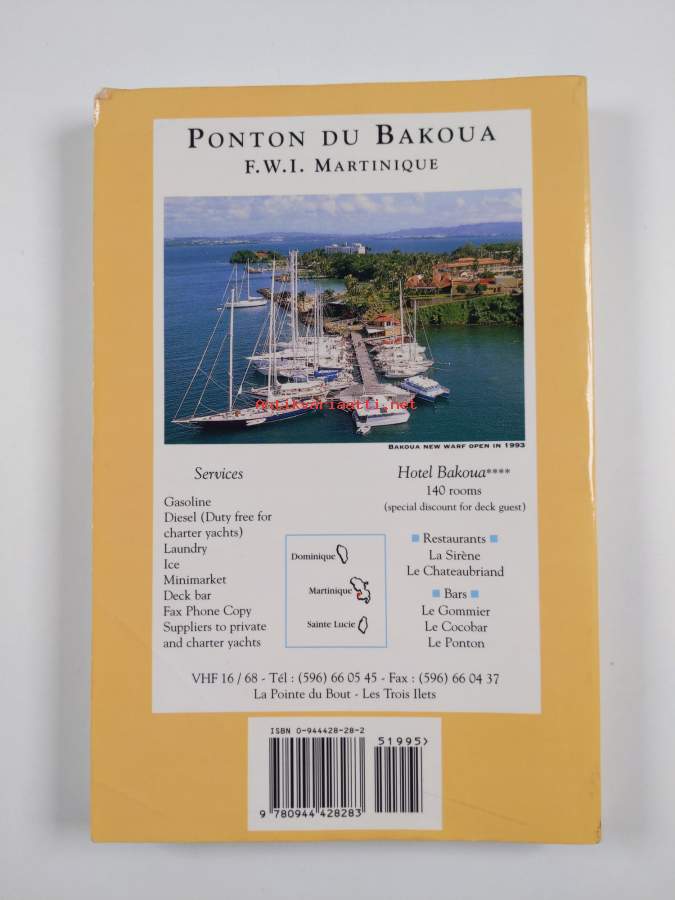 PONTON DU BAKOUA
F.W.I. MARTINIQUE
Antiksariaatti.net
BAKOUA NEW WARF OPEN IN 1993
Services
Gasoline
Diesel (Duty free for
charter yachts)
Laundry
Ice
Minimarket
Deck bar
Fax Phone Copy
Suppliers to private
and charter yachts
Dominique
Martinique
Sainte Lucie
Hotel Bakoua****
140 rooms
(special discount for deck guest)
Restaurants
La Sirène
Le Chateaubriand
Bars
Le Gommier
Le Cocobar
Le Ponton
VHF 16 / 68 - Tél : (596) 66 05 45 - Fax : (596) 66 04 37
La Pointe du Bout - Les Trois Ilets
ISBN 0-944428-28-2
51995>
9 780944 428283